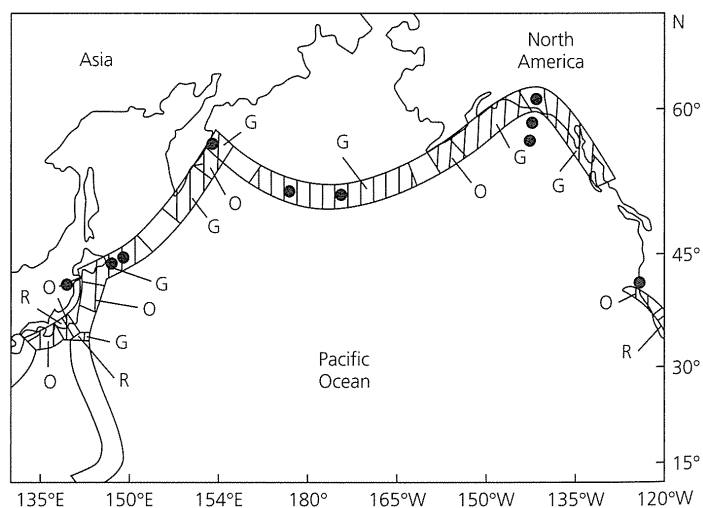 N
Asia
North
America
60°
G
G
O
G
G
O
G
45°
O
R
G
O
O
R
G
O
R
Pacific
Ocean
30°
15°
135°E 150°E 154°E 180° 165°W 150°W 135°W 120°W